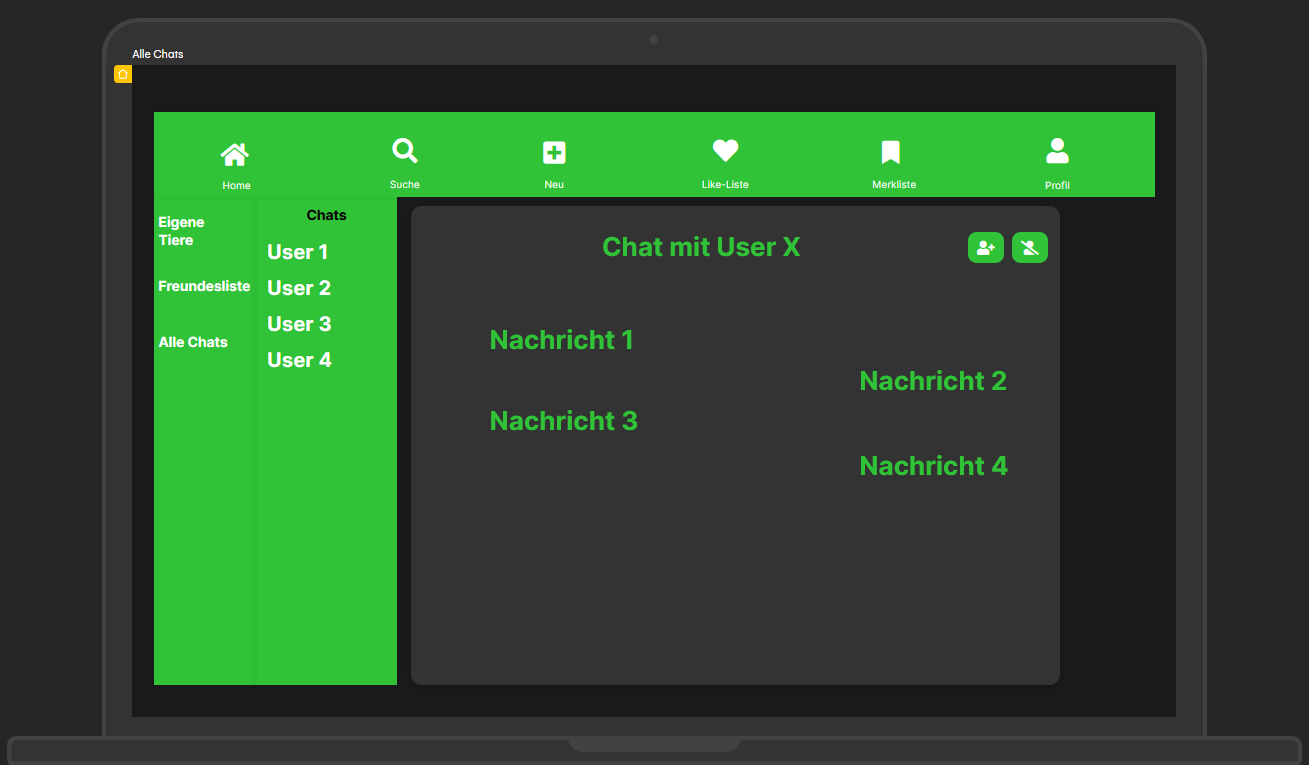 Alle Chats
Home
Suche
Neu
Like-Liste
Merkliste
Profil
Eigene
Tiere
Freundesliste
Alle Chats
Chats
User 1
User 2
User 3
User 4
Chat mit User X
Nachricht 1
Nachricht 2
Nachricht 3
Nachricht 4